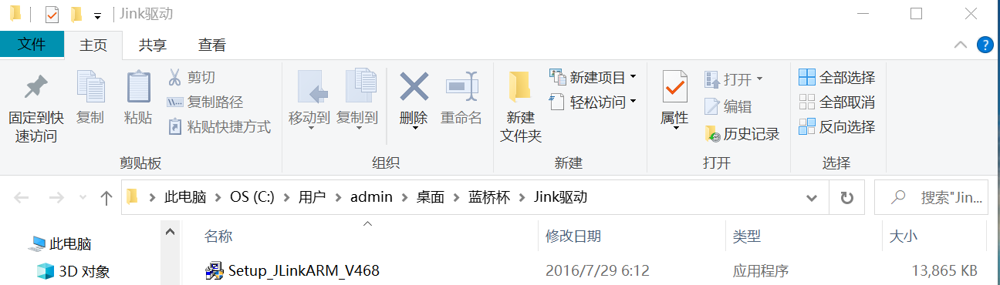 Jink驱动
文件 主页 共享 查看
固定到快速访问
复制
粘贴
剪切
复制路径
粘贴快捷方式
剪贴板
移动到
复制到
删除
重命名
组织
新建
文件夹
新建项目
轻松访问
新建
属性
打开
编辑
历史记录
打开
全部选择
全部取消
反向选择
选择
此电脑 OS (C:) 用户 admin 桌面 蓝桥杯 Jink驱动
搜索"Jin...
此电脑
3D 对象
名称 修改日期 类型 大小
Setup_JLinkARM_V468 2016/7/29 6:12 应用程序 13,865 KB